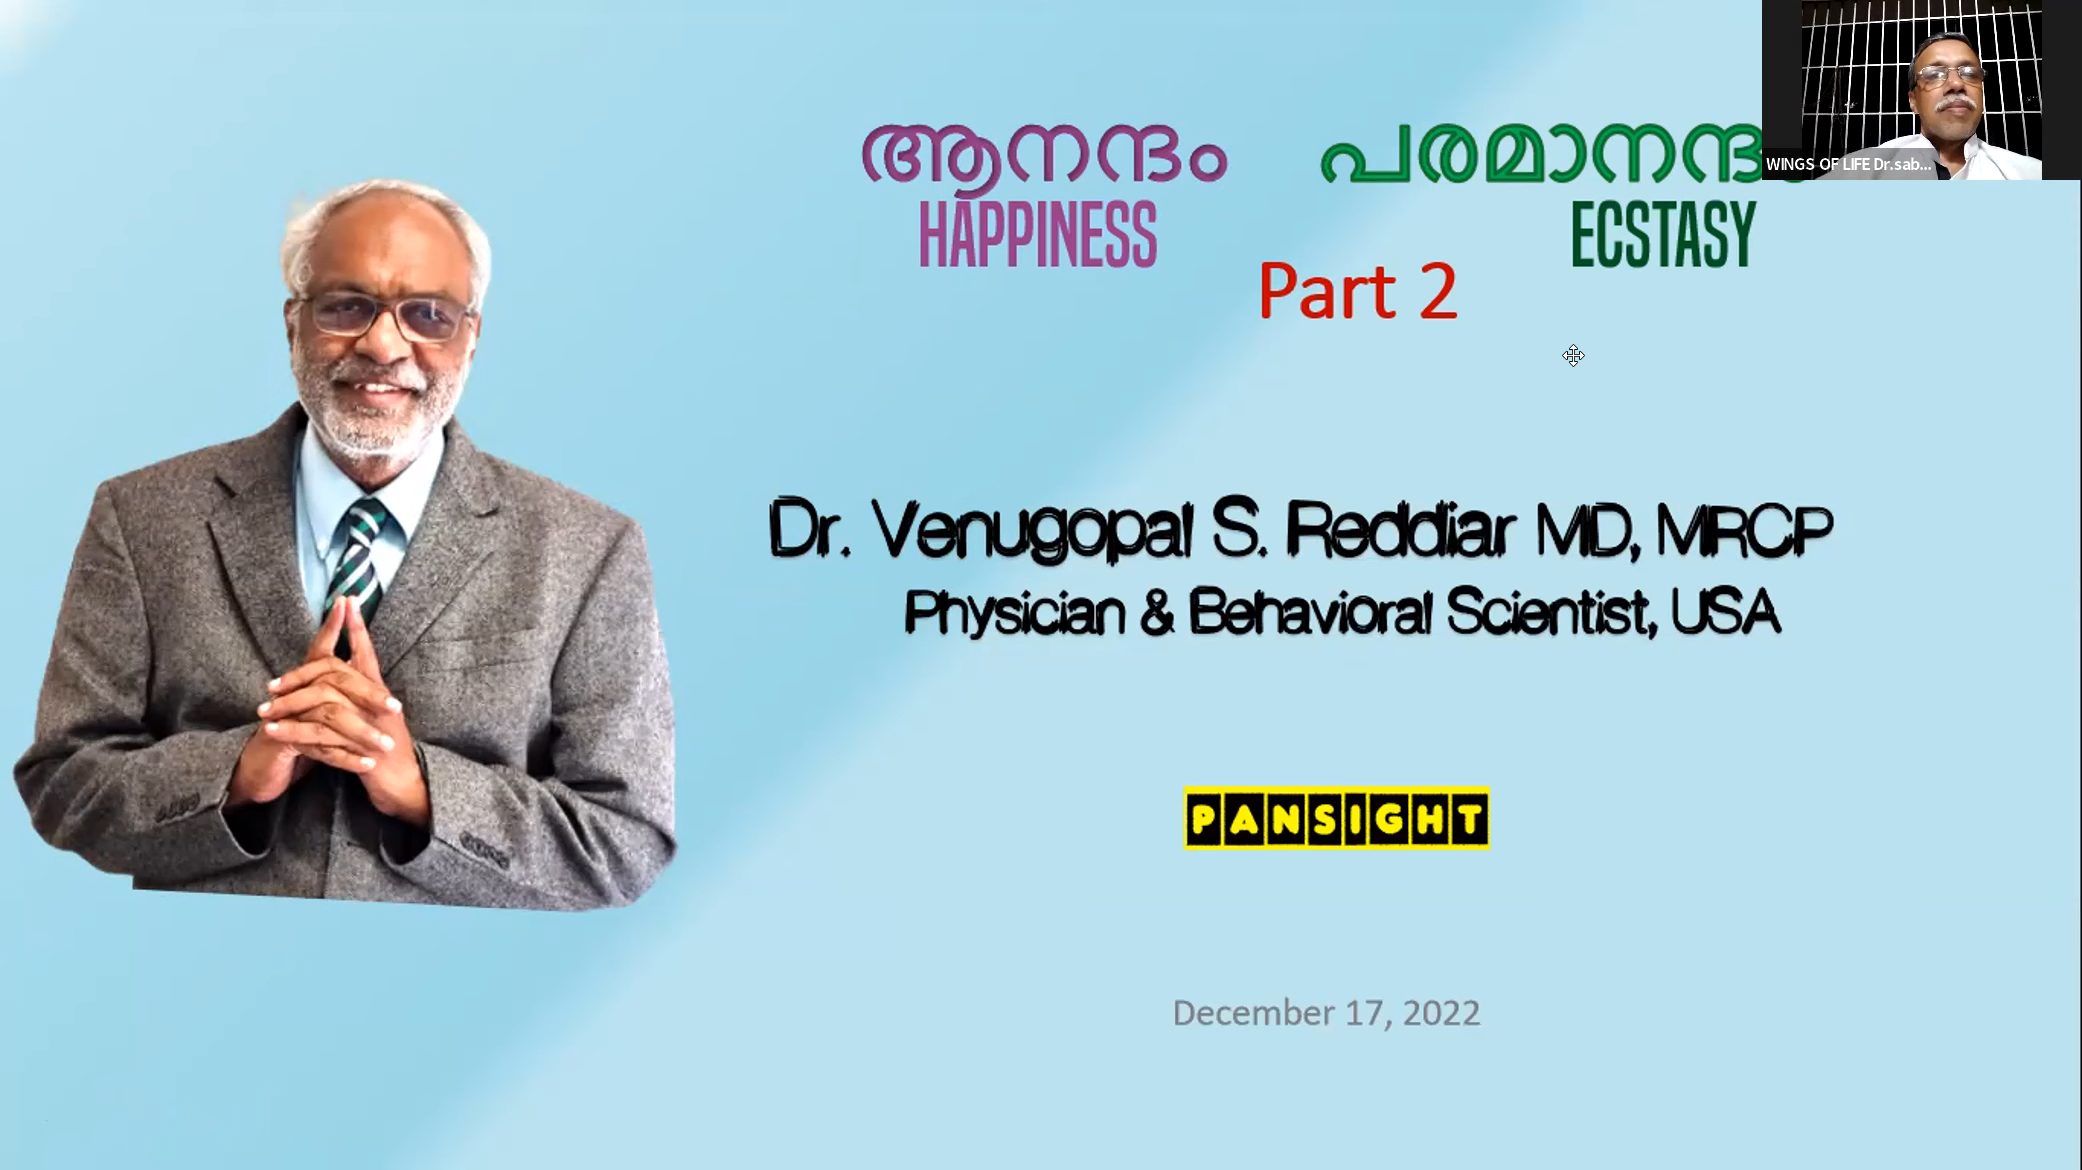 ആനന്ദം
HAPPINESS
ECSTASY
Part 2
WINGS OF LIFE Dr.sab...
Dr. Venugopal S. Reddiar MD, MRCP
Physician & Behavioral Scientist, USA
PANSIGHT
December 17, 2022